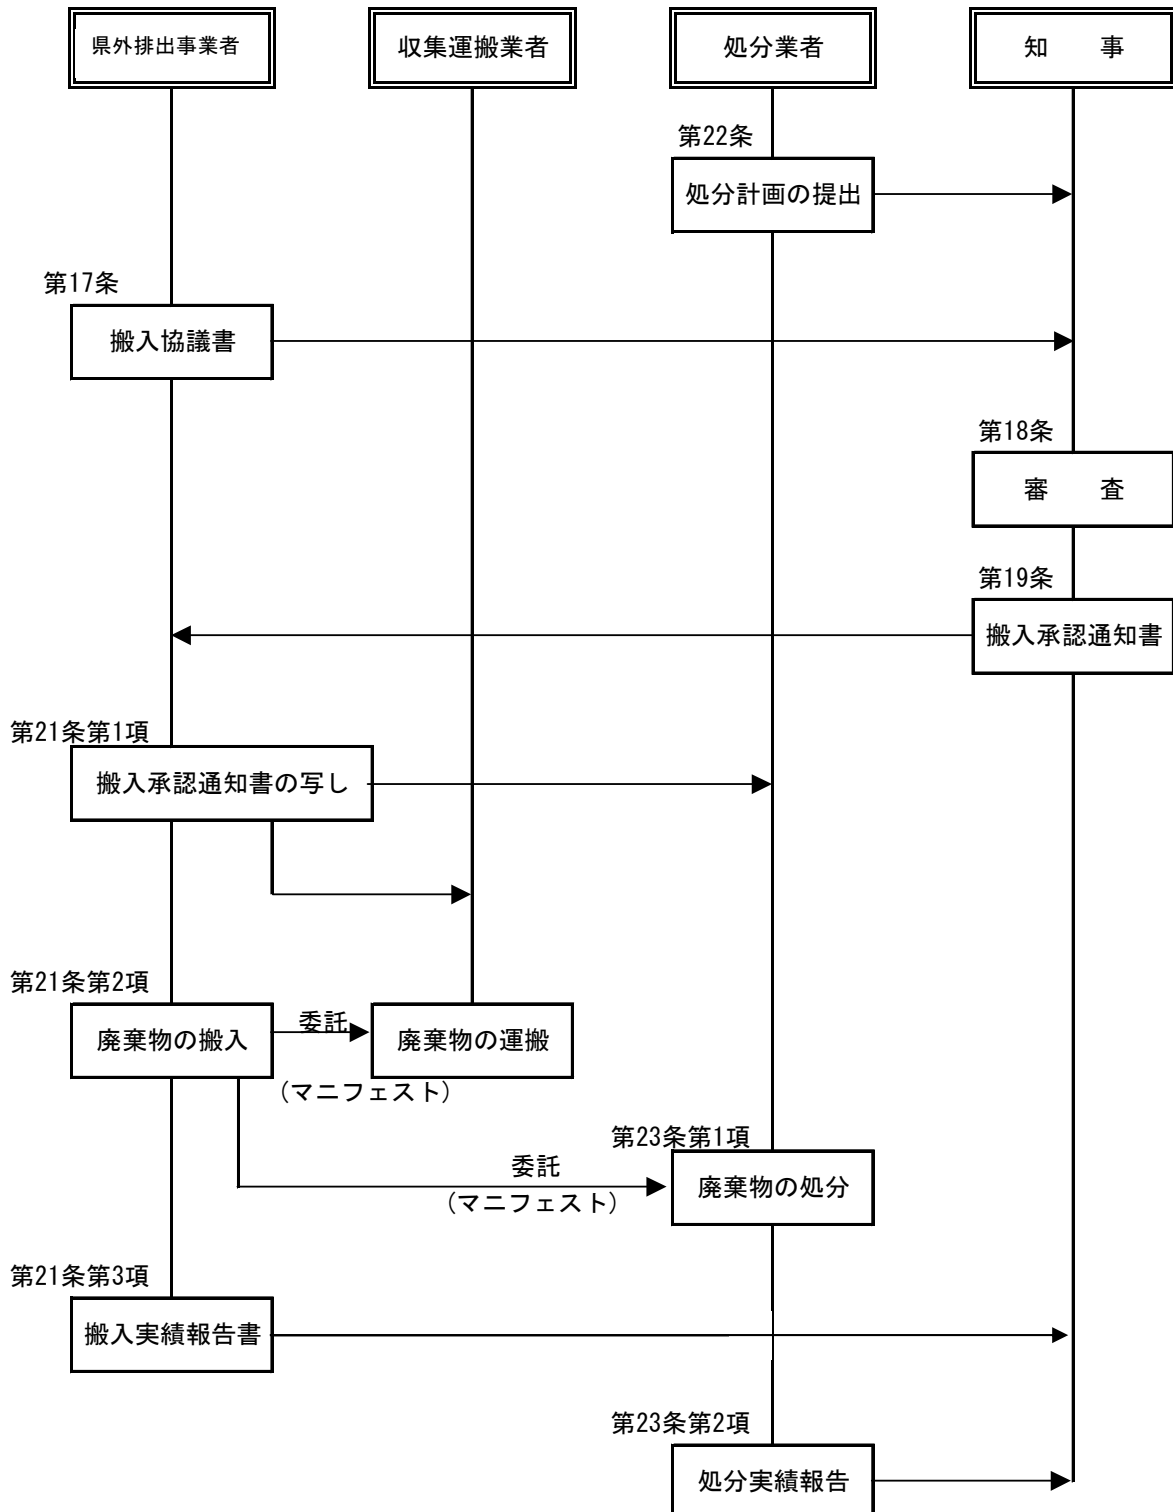 県外排出事業者
収集運搬業者
処分業者
知　　事
第22条
処分計画の提出
第17条
搬入協議書
第18条
審　　査
第19条
搬入承認通知書
第21条第1項
搬入承認通知書の写し
第21条第2項
廃棄物の搬入
委託
廃棄物の運搬
(マニフェスト)
第23条第1項
委託
廃棄物の処分
(マニフェスト)
第21条第3項
搬入実績報告書
第23条第2項
処分実績報告